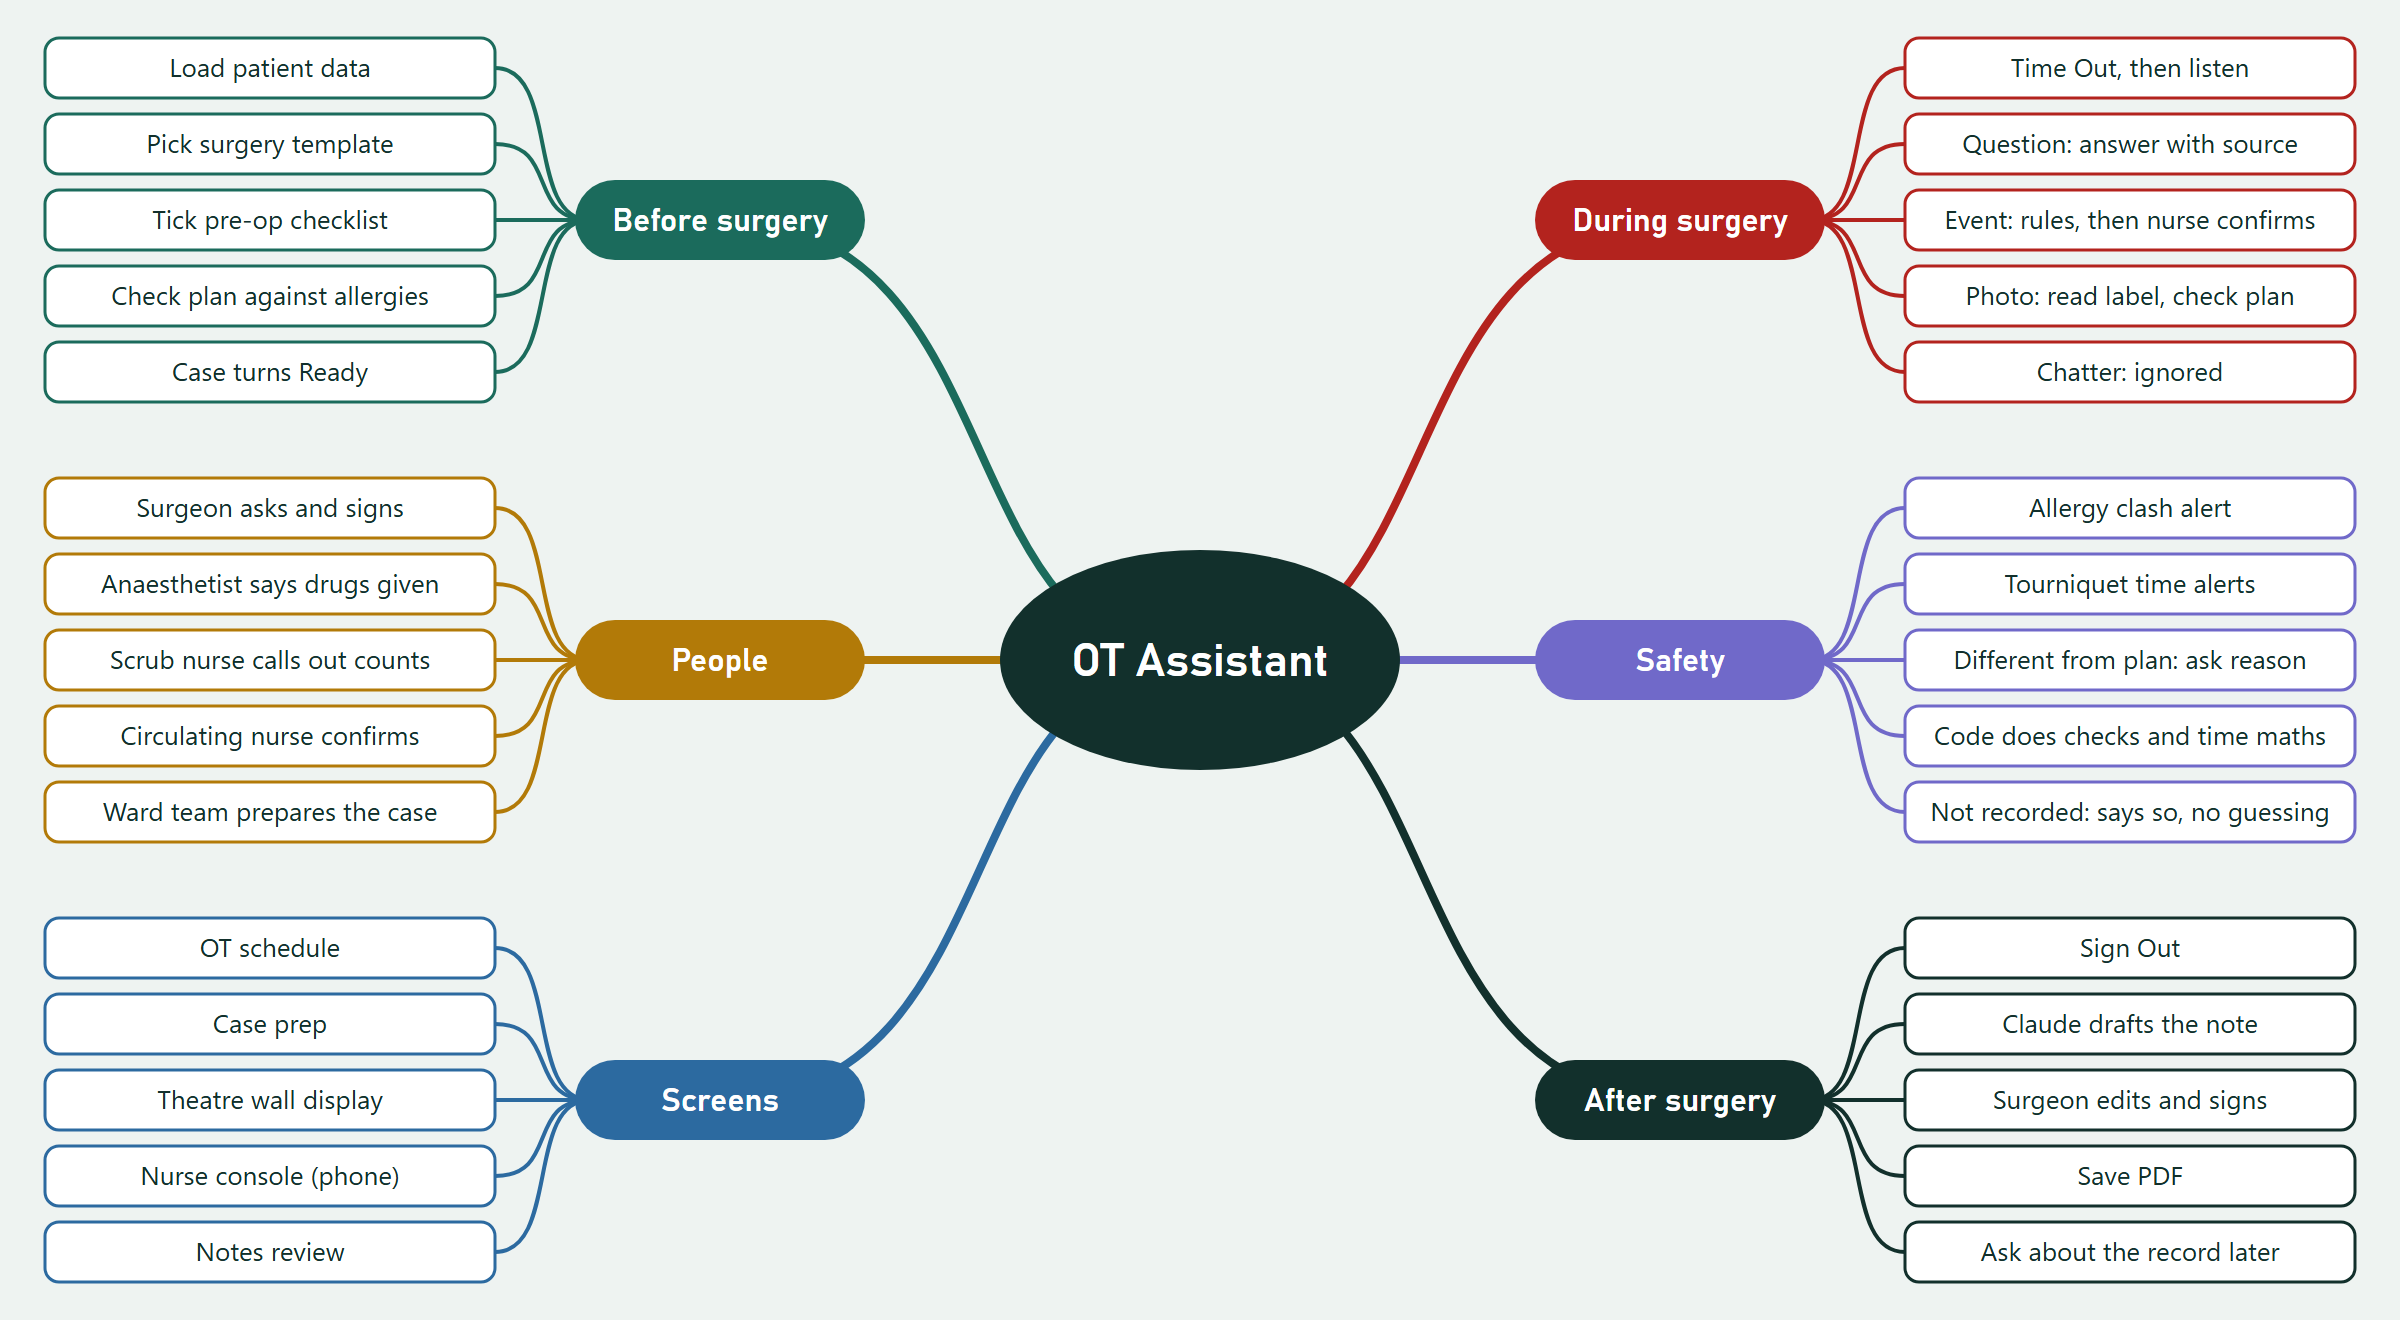 Load patient data
Pick surgery template
Tick pre-op checklist
Check plan against allergies
Case turns Ready
Before surgery
Surgeon asks and signs
Anaesthetist says drugs given
Scrub nurse calls out counts
Circulating nurse confirms
Ward team prepares the case
People
OT schedule
Case prep
Theatre wall display
Nurse console (phone)
Notes review
Screens
OT Assistant
During surgery
Time Out, then listen
Question: answer with source
Event: rules, then nurse confirms
Photo: read label, check plan
Chatter: ignored
Safety
Allergy clash alert
Tourniquet time alerts
Different from plan: ask reason
Code does checks and time maths
Not recorded: says so, no guessing
After surgery
Sign Out
Claude drafts the note
Surgeon edits and signs
Save PDF
Ask about the record later